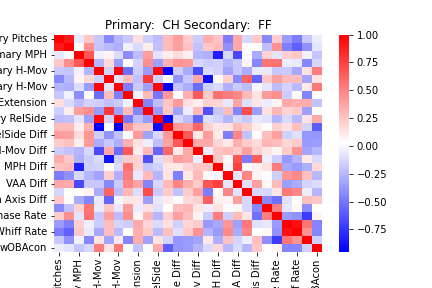 Primary:  CH Secondary:  FF
ry Pitches
mary MPH
ary H-Mov
ary H-Mov
Extension
ry RelSide
elSide Diff
I-Mov Diff
MPH Diff
VAA Diff
n Axis Diff
hase Rate
Whiff Rate
wOBAcon
1.00
0.75
0.50
0.25
0.00
−0.25
−0.50
−0.75
itches
y MPH
H-Mov
H-Mov
ension
elSide
e Diff
v Diff
H Diff
A Diff
is Diff
e Rate
f Rate
OBAcon